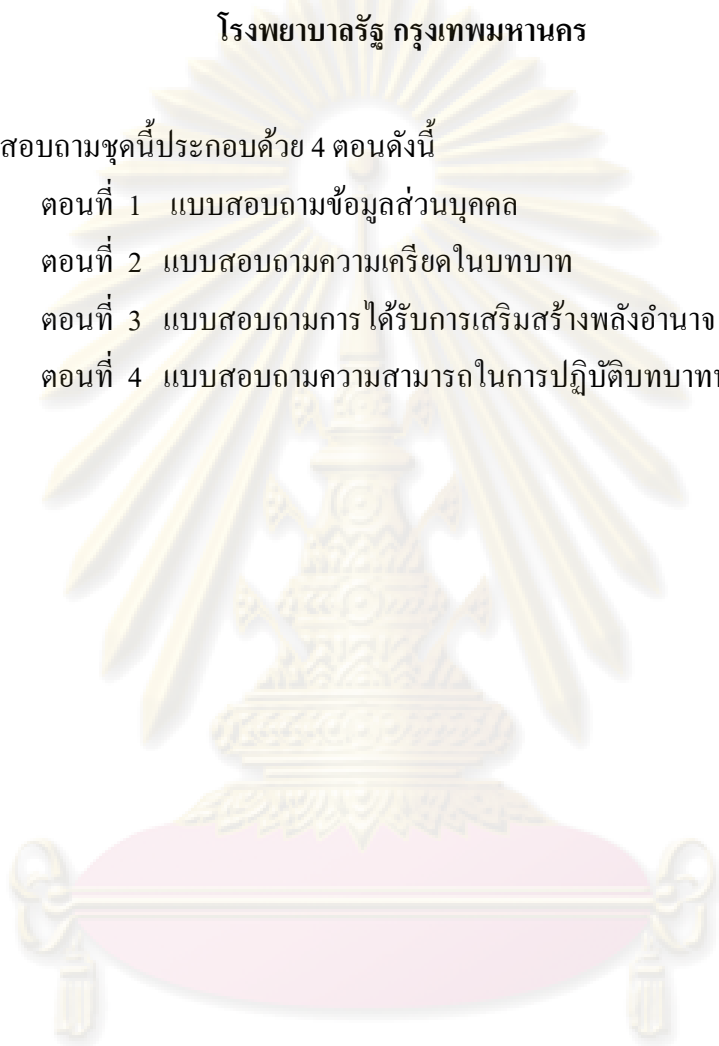 โรงพยาบาลรัฐ กรุงเทพมหานคร
สอบถามชุดนี้ประกอบด้วย 4 ตอนดังนี้
ตอนที่ 1 แบบสอบถามข้อมูลส่วนบุคคล
ตอนที่ 2 แบบสอบถามความเครียดในบทบาท
ตอนที่ 3 แบบสอบถามการได้รับการเสริมสร้างพลังอำนาจ
ตอนที่ 4 แบบสอบถามความสามารถในการปฏิบัติบทบาท